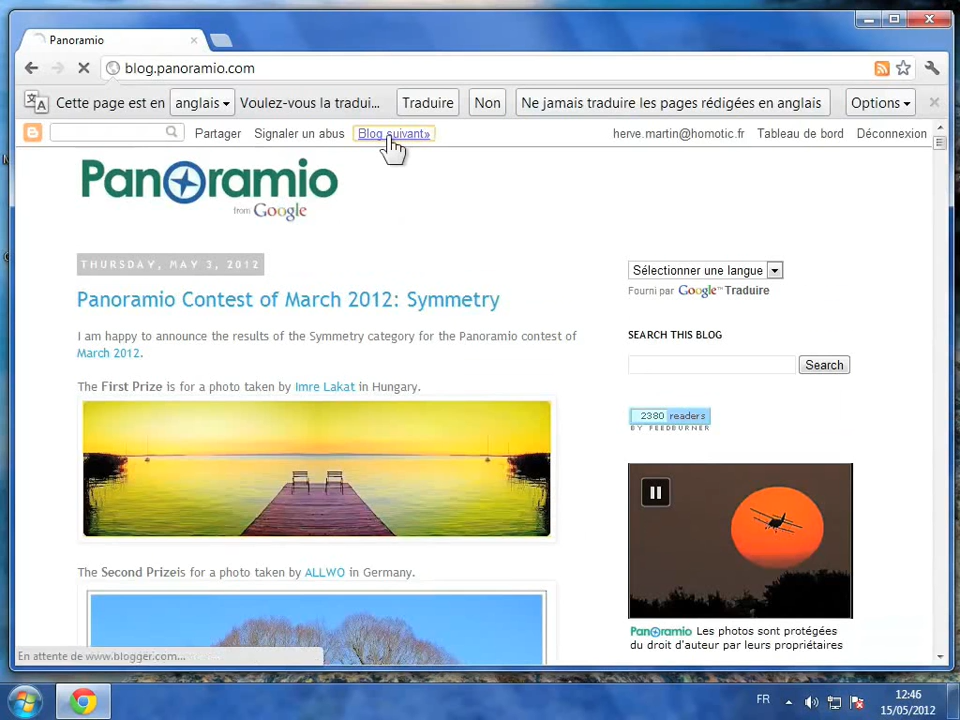 Panoramio
blog.panoramio.com
Cette page est en anglais Voulez-vous la tradui... Traduire Non Ne jamais traduire les pages rédigées en anglais Options
Partager Signaler un abus Blog suivant» herve.martin@homotic.fr Tableau de bord Déconnexion
Panoramio
from Google
THURSDAY, MAY 3, 2012
Panoramio Contest of March 2012: Symmetry
I am happy to announce the results of the Symmetry category for the Panoramio contest of
March 2012.
The First Prize is for a photo taken by Imre Lakat in Hungary.
The Second Prizeis for a photo taken by ALLWO in Germany.
Sélectionner une langue
Fourni par Google™ Traduire
SEARCH THIS BLOG
Search
2380 readers
BY FEEDBURNER
Panoramio Les photos sont protégées
du droit d'auteur par leurs propriétaires
En attente de www.blogger.com...
FR 12:46
15/05/2012